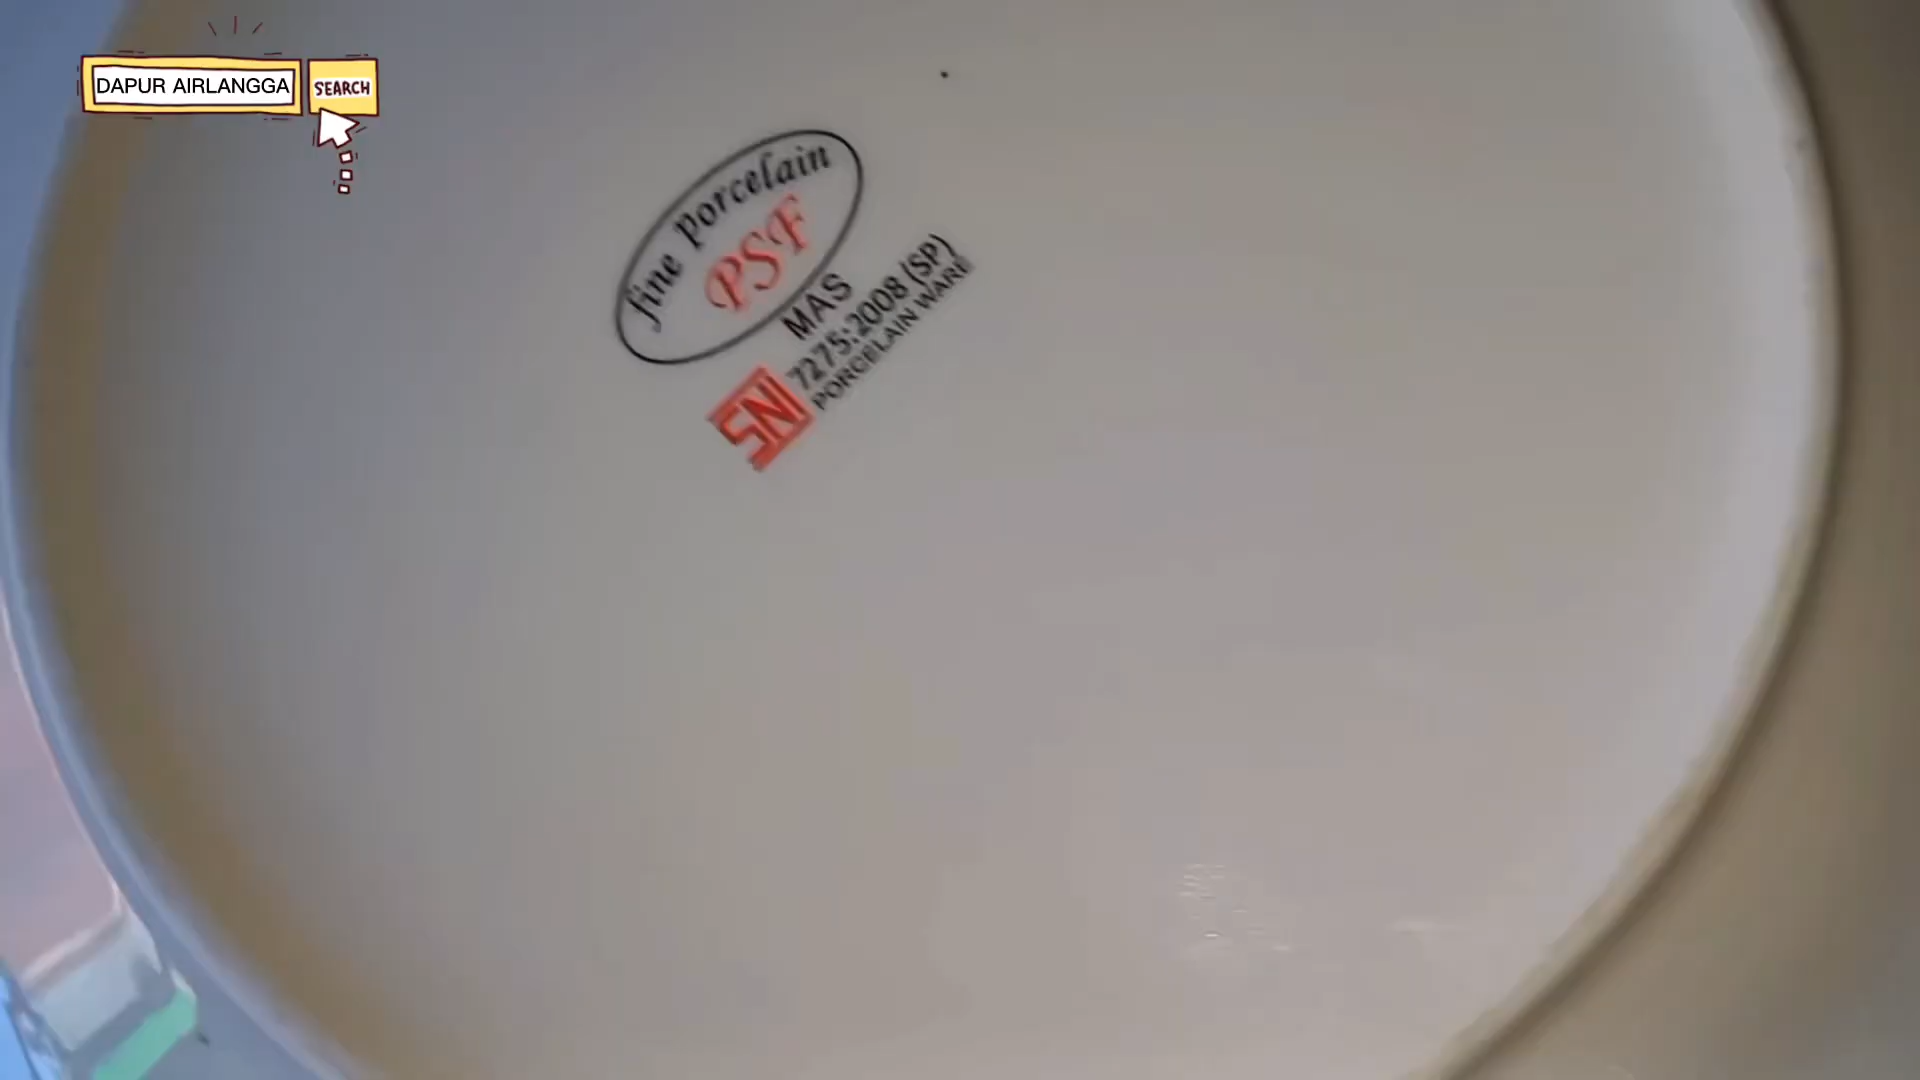 DAPUR AIRLANGGA
SEARCH
fine porcelain
PSF
MAS
7275:2008 (SP)
PORCELAIN WARE
SNI